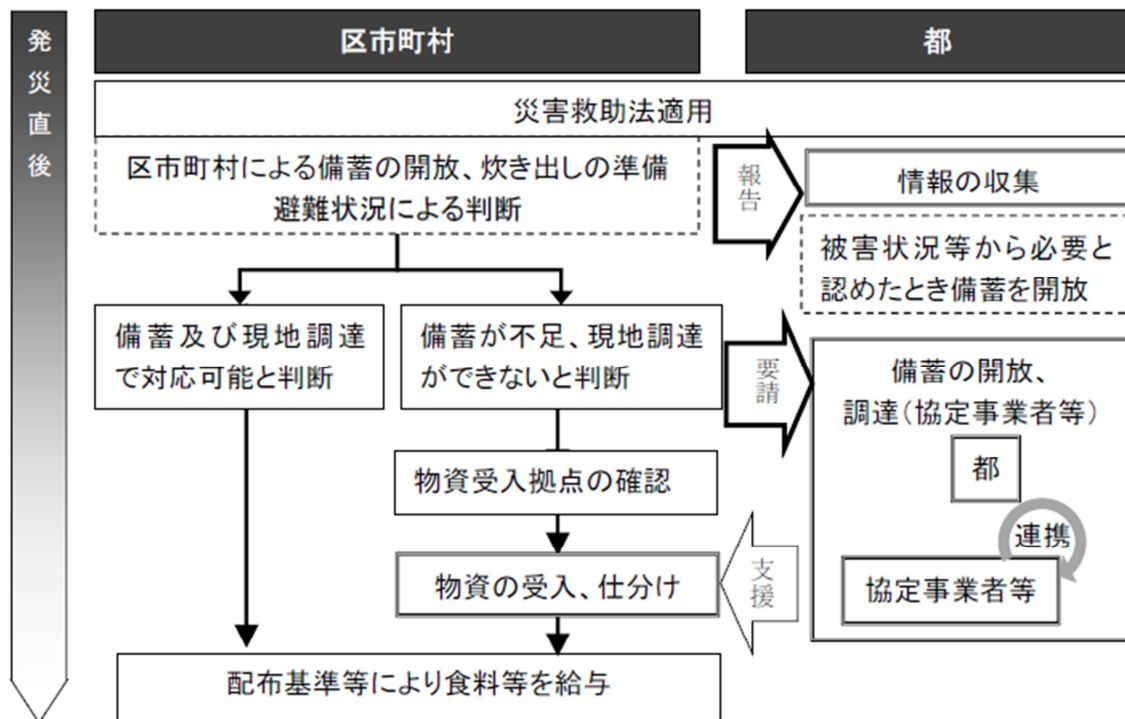 発災直後
区市町村
都
災害救助法適用
区市町村による備蓄の開放、炊き出しの準備
避難状況による判断
報告
情報の収集
被害状況等から必要と
認めたとき備蓄を開放
備蓄及び現地調達
で対応可能と判断
備蓄が不足、現地調達
ができないと判断
要請
備蓄の開放、
調達(協定事業者等)
都
連携
協定事業者等
物資受入拠点の確認
物資の受入、仕分け
支援
配布基準等により食料等を給与